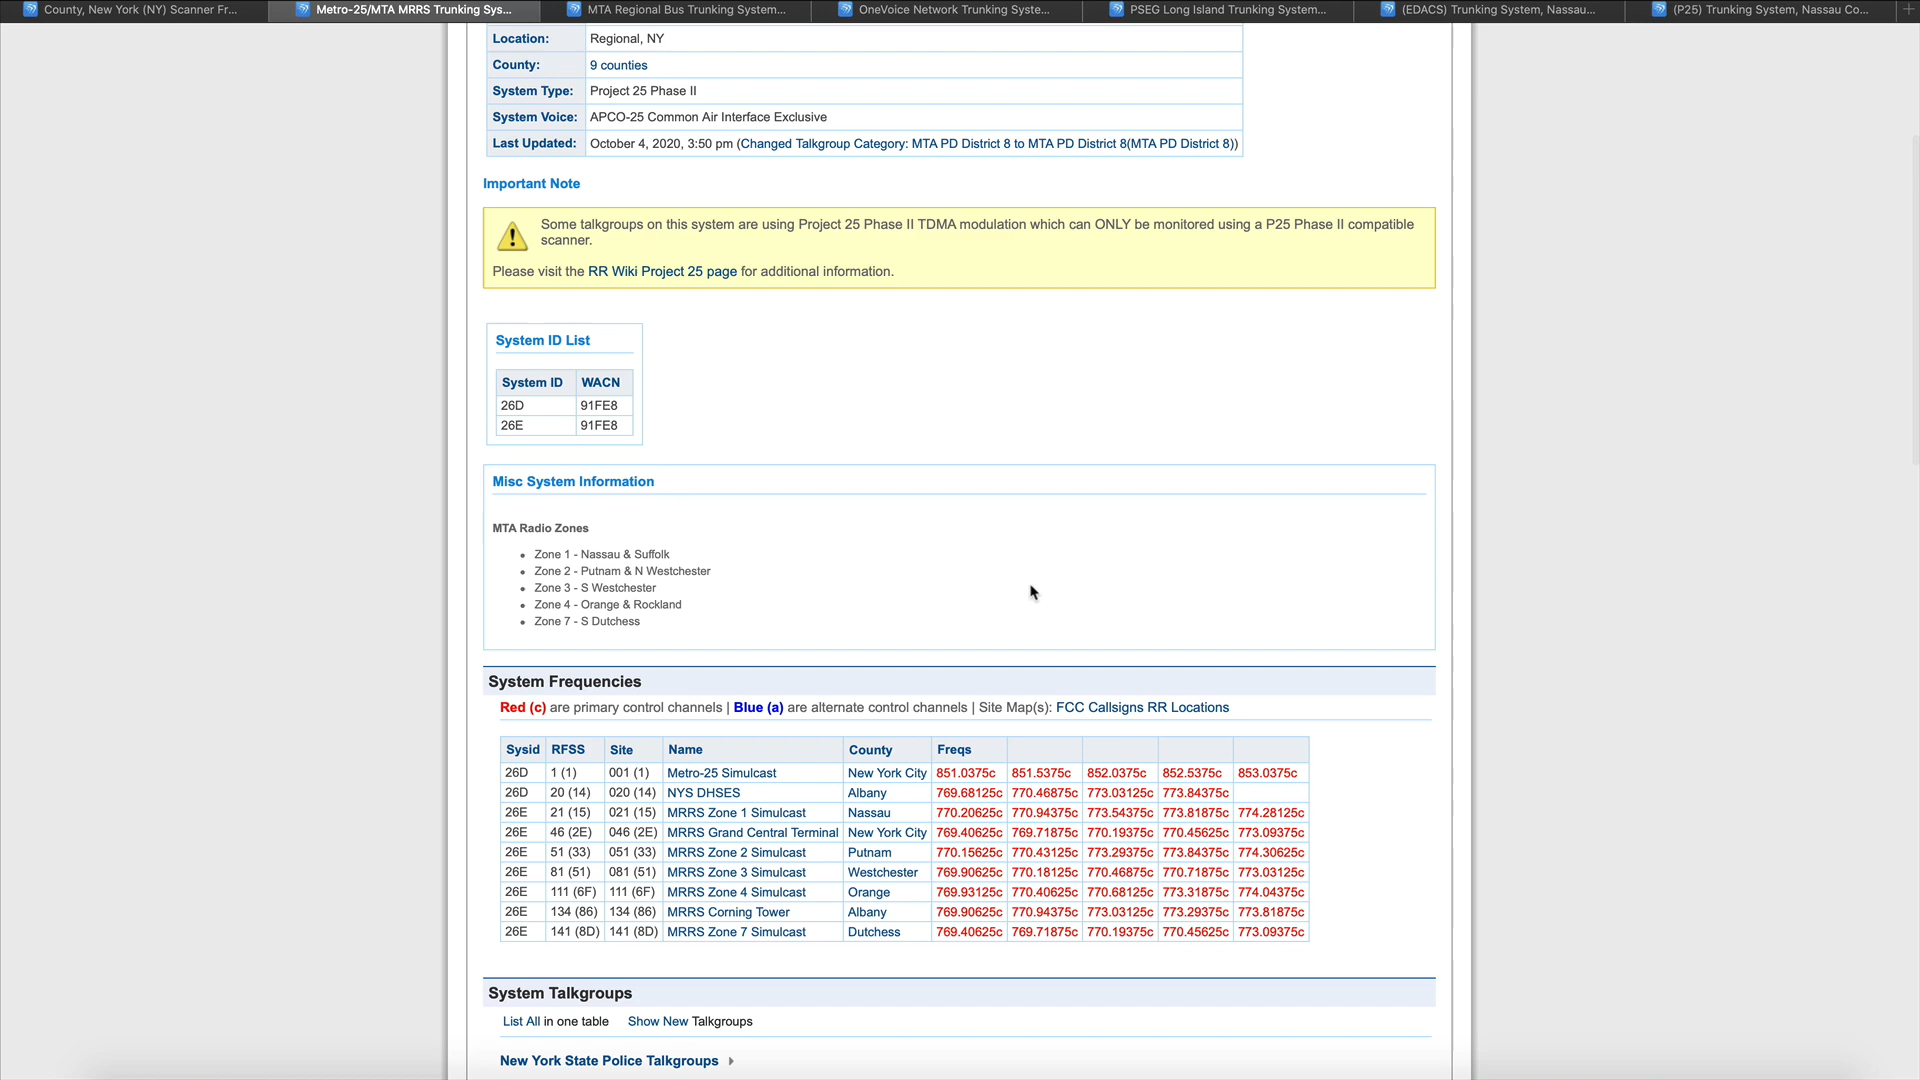 County, New York (NY) Scanner Fr...
Metro-25/MTA MRRS Trunking Sys...
MTA Regional Bus Trunking System...
OneVoice Network Trunking Syste...
PSEG Long Island Trunking System...
(EDACS) Trunking System, Nassau...
(P25) Trunking System, Nassau Co...
Location: Regional, NY
County: 9 counties
System Type: Project 25 Phase II
System Voice: APCO-25 Common Air Interface Exclusive
Last Updated: October 4, 2020, 3:50 pm (Changed Talkgroup Category: MTA PD District 8 to MTA PD District 8(MTA PD District 8))
Important Note
Some talkgroups on this system are using Project 25 Phase II TDMA modulation which can ONLY be monitored using a P25 Phase II compatible
scanner.
Please visit the RR Wiki Project 25 page for additional information.
System ID List
System ID WACN
26D 91FE8
26E 91FE8
Misc System Information
MTA Radio Zones
• Zone 1 - Nassau & Suffolk
• Zone 2 - Putnam & N Westchester
• Zone 3 - S Westchester
• Zone 4 - Orange & Rockland
• Zone 7 - S Dutchess
System Frequencies
Red (c) are primary control channels | Blue (a) are alternate control channels | Site Map(s): FCC Callsigns RR Locations
Sysid RFSS Site Name County Freqs
26D 1 (1) 001 (1) Metro-25 Simulcast New York City 851.0375c 851.5375c 852.0375c 852.5375c 853.0375c
26D 20 (14) 020 (14) NYS DHSES Albany 769.68125c 770.46875c 773.03125c 773.84375c
26E 21 (15) 021 (15) MRRS Zone 1 Simulcast Nassau 770.20625c 770.94375c 773.54375c 773.81875c 774.28125c
26E 46 (2E) 046 (2E) MRRS Grand Central Terminal New York City 769.40625c 769.71875c 770.19375c 770.45625c 773.09375c
26E 51 (33) 051 (33) MRRS Zone 2 Simulcast Putnam 770.15625c 770.43125c 773.29375c 773.84375c 774.30625c
26E 81 (51) 081 (51) MRRS Zone 3 Simulcast Westchester 769.90625c 770.18125c 770.46875c 770.71875c 773.03125c
26E 111 (6F) 111 (6F) MRRS Zone 4 Simulcast Orange 769.93125c 770.40625c 770.68125c 773.31875c 774.04375c
26E 134 (86) 134 (86) MRRS Corning Tower Albany 769.90625c 770.94375c 773.03125c 773.29375c 773.81875c
26E 141 (8D) 141 (8D) MRRS Zone 7 Simulcast Dutchess 769.40625c 769.71875c 770.19375c 770.45625c 773.09375c
System Talkgroups
List All in one table Show New Talkgroups
New York State Police Talkgroups